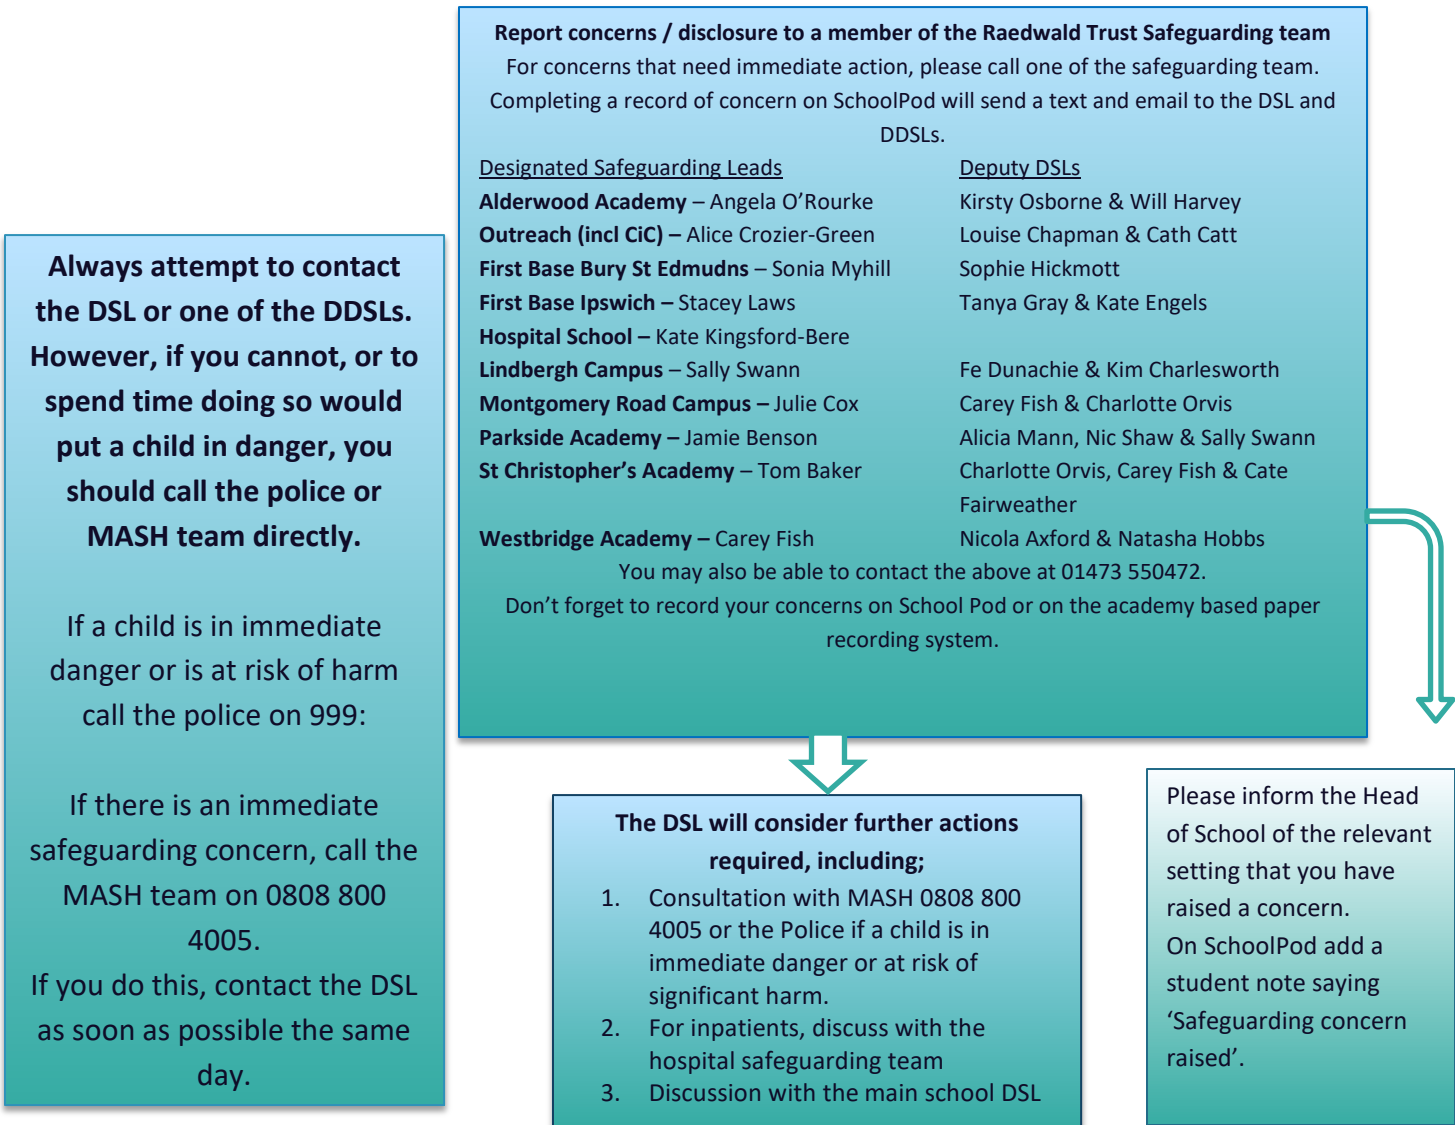 Report concerns / disclosure to a member of the Raedwald Trust Safeguarding team
For concerns that need immediate action, please call one of the safeguarding team.
Completing a record of concern on SchoolPod will send a text and email to the DSL and
DDSLs.
Designated Safeguarding Leads Deputy DSLs
Alderwood Academy – Angela O’Rourke Kirsty Osborne & Will Harvey
Outreach (incl CiC) – Alice Crozier-Green Louise Chapman & Cath Catt
First Base Bury St Edmudns – Sonia Myhill Sophie Hickmott
First Base Ipswich – Stacey Laws Tanya Gray & Kate Engels
Hospital School – Kate Kingsford-Bere
Lindbergh Campus – Sally Swann Fe Dunachie & Kim Charlesworth
Montgomery Road Campus – Julie Cox Carey Fish & Charlotte Orvis
Parkside Academy – Jamie Benson Alicia Mann, Nic Shaw & Sally Swann
St Christopher’s Academy – Tom Baker Charlotte Orvis, Carey Fish & Cate
Fairweather
Westbridge Academy – Carey Fish Nicola Axford & Natasha Hobbs
You may also be able to contact the above at 01473 550472.
Don’t forget to record your concerns on School Pod or on the academy based paper
recording system.
Always attempt to contact
the DSL or one of the DDSLs.
However, if you cannot, or to
spend time doing so would
put a child in danger, you
should call the police or
MASH team directly.
If a child is in immediate
danger or is at risk of harm
call the police on 999:
If there is an immediate
safeguarding concern, call the
MASH team on 0808 800
4005.
If you do this, contact the DSL
as soon as possible the same
day.
The DSL will consider further actions
required, including;
1. Consultation with MASH 0808 800
4005 or the Police if a child is in
immediate danger or at risk of
significant harm.
2. For inpatients, discuss with the
hospital safeguarding team
3. Discussion with the main school DSL
Please inform the Head
of School of the relevant
setting that you have
raised a concern.
On SchoolPod add a
student note saying
‘Safeguarding concern
raised’.